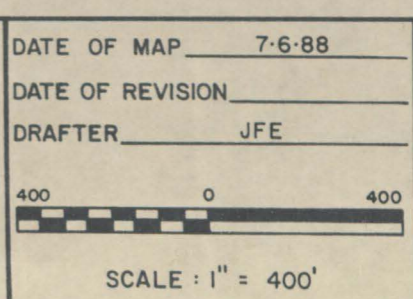 DATE OF MAP 7·6·88
DATE OF REVISION
DRAFTER JFE
400 0 400
SCALE : 1" = 400'